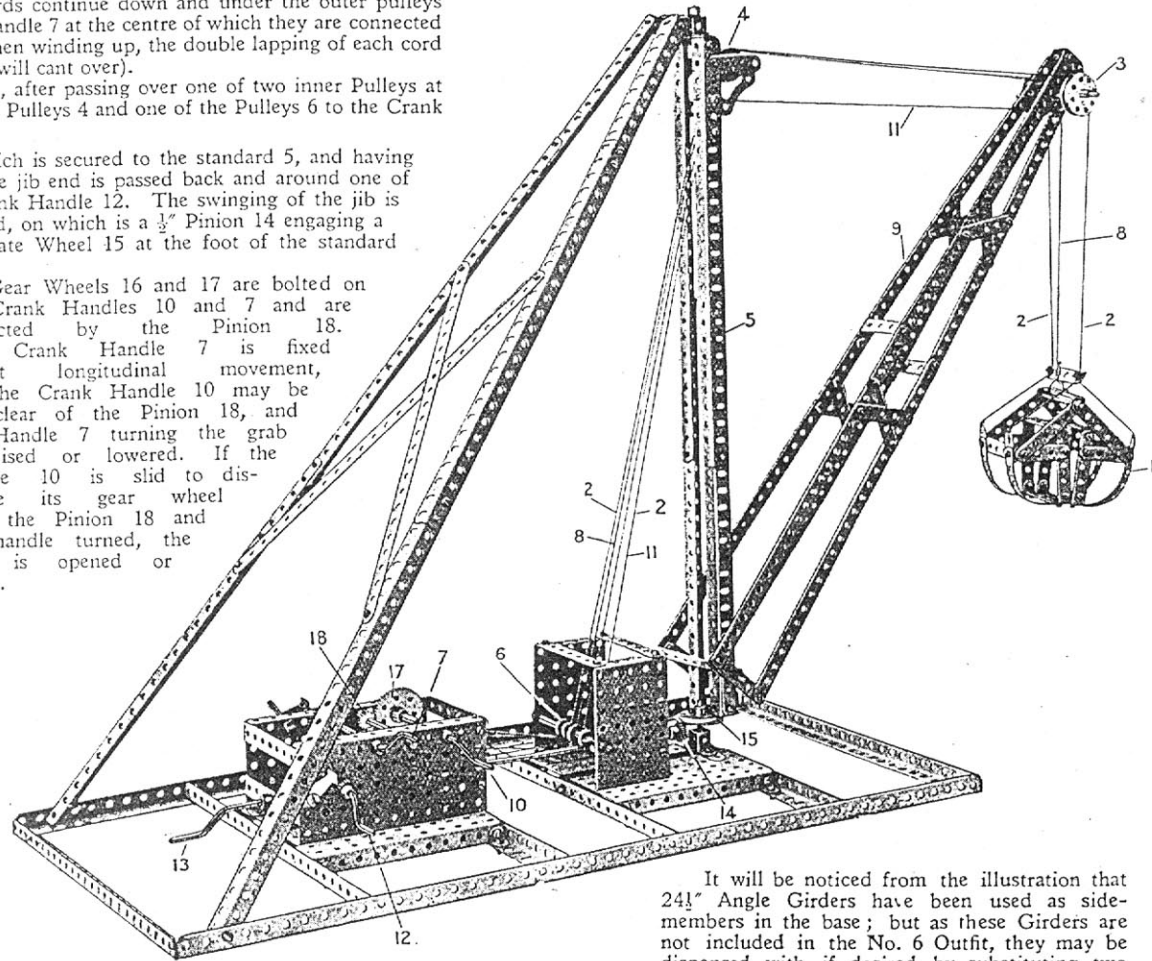 rds continue down and under the outer pulleys
andle 7 at the centre of which they are connected
hen winding up, the double lapping of each cord
will cant over).
, after passing over one of two inner Pulleys at
Pulleys 4 and one of the Pulleys 6 to the Crank
ich is secured to the standard 5, and having
e jib end is passed back and around one of
nk Handle 12. The swinging of the jib is
d, on which is a ½" Pinion 14 engaging a
ate Wheel 15 at the foot of the standard
Gear Wheels 16 and 17 are bolted on
Crank Handles 10 and 7 and are
cted by the Pinion 18.
Crank Handle 7 is fixed
t longitudinal movement,
he Crank Handle 10 may be
clear of the Pinion 18, and
Handle 7 turning the grab
ised or lowered. If the
e 10 is slid to dis-
e its gear wheel
the Pinion 18 and
handle turned, the
is opened or
.
4
3
11
9
8
5
2
2
1
2
2
8
11
18
17
7
6
15
10
14
13
12.
It will be noticed from the illustration that
24½" Angle Girders have been used as side-
members in the base; but as these Girders are
not included in the No. 6 Outfit, they may be
dispensed with if desired by substituting two